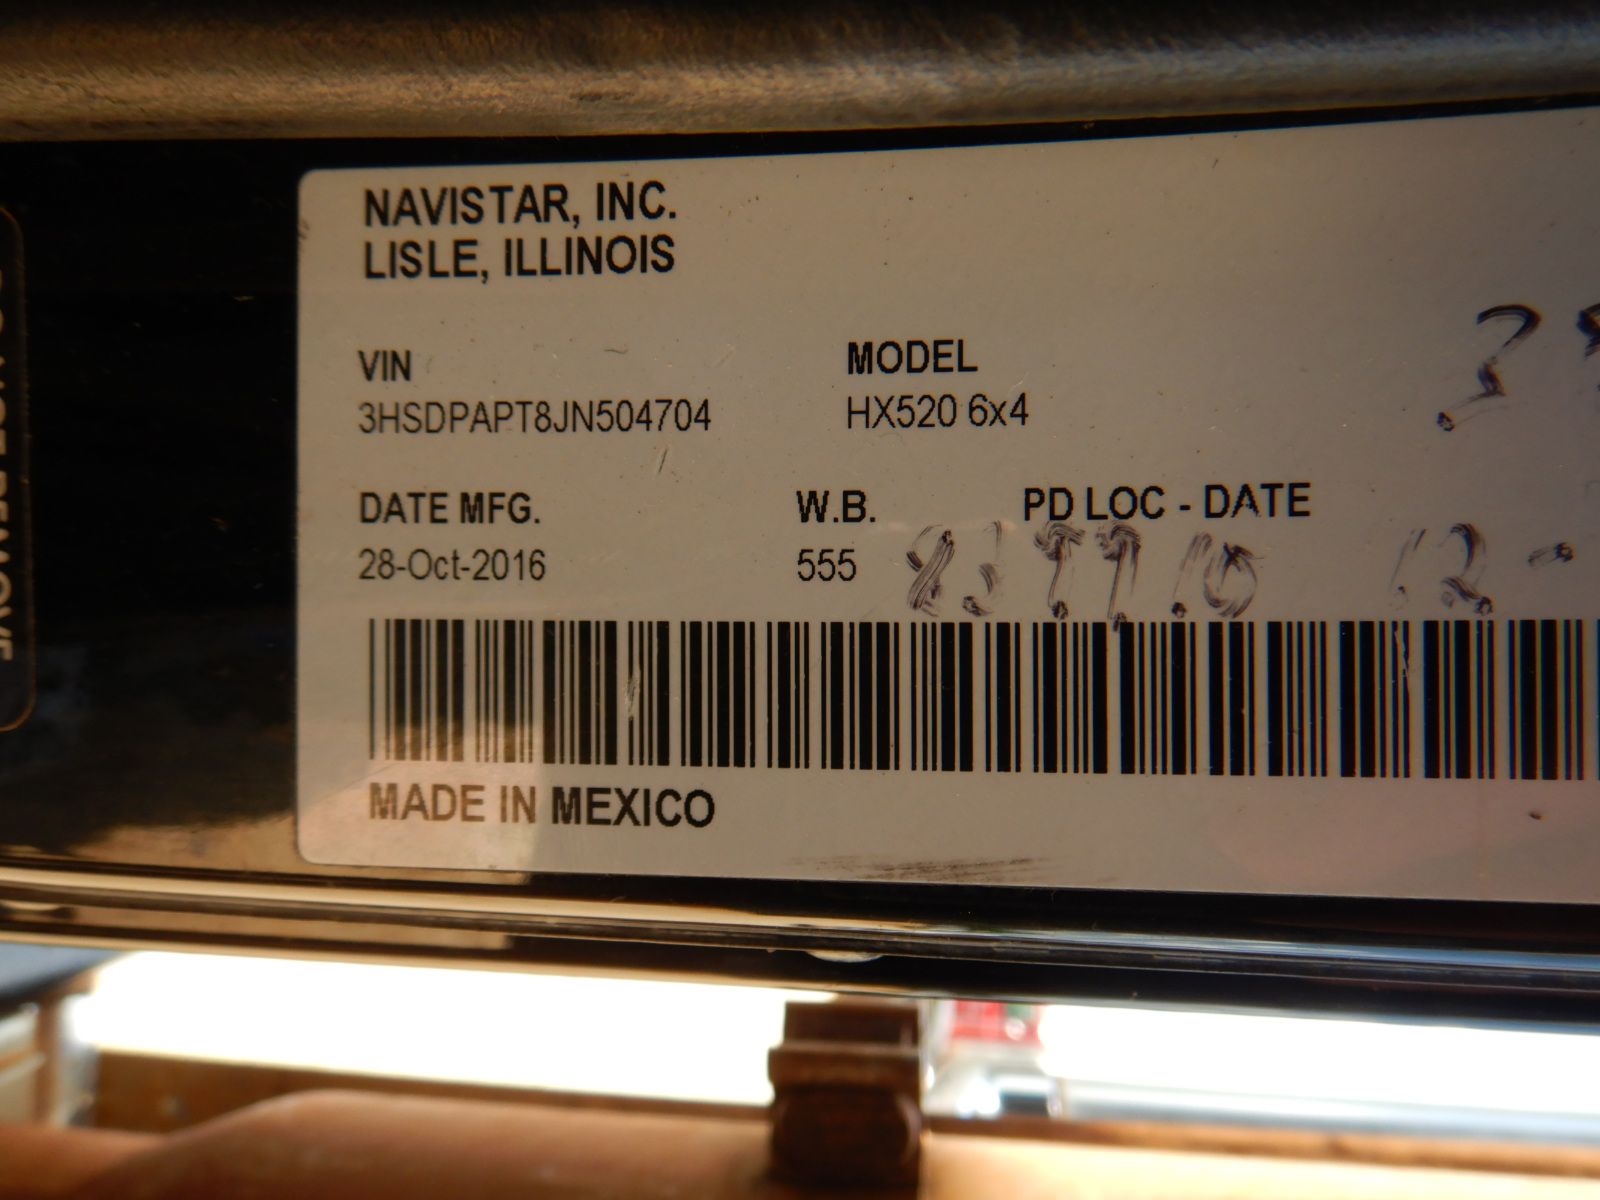 NAVISTAR, INC.
LISLE, ILLINOIS
VIN
MODEL
3HSDPAPT8JN504704
HX520 6x4
DATE MFG.
W.B.
PD LOC - DATE
28-Oct-2016
555
MADE IN MEXICO